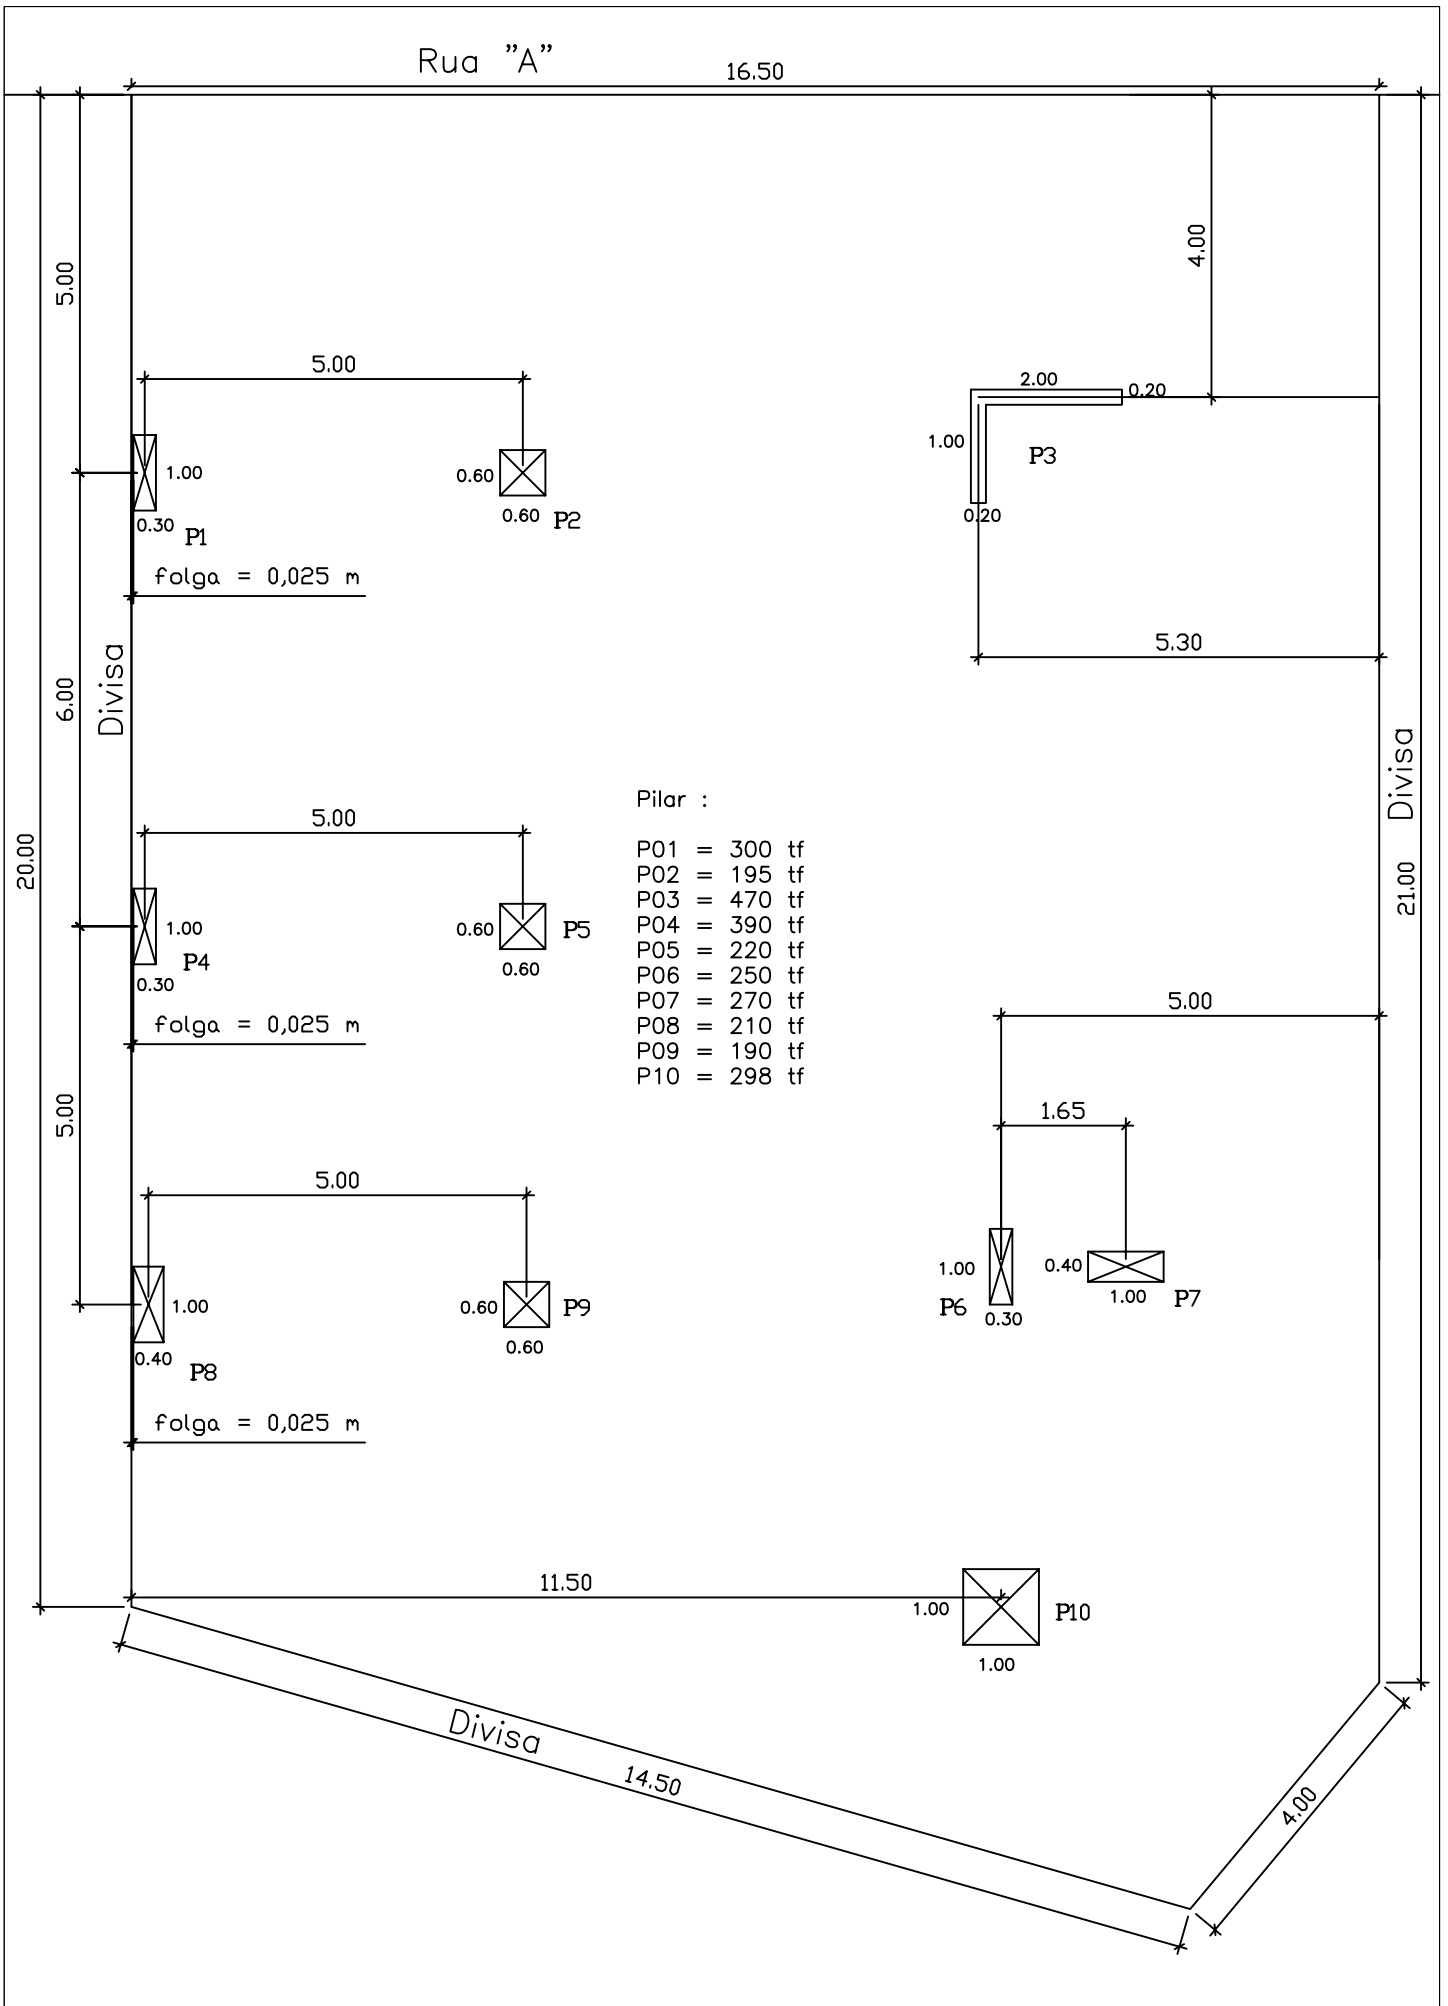 Rua "A"
16.50
5.00
4.00
5.00
2.00
0.20
1.00
P3
1.00
0.60
0.30
P1
0.60
P2
0.20
folga = 0,025 m
5.30
6.00
Divisa
Divisa
Pilar :
5.00
20.00
21.00
P01 = 300 tf
P02 = 195 tf
P03 = 470 tf
P04 = 390 tf
P05 = 220 tf
P06 = 250 tf
P07 = 270 tf
P08 = 210 tf
P09 = 190 tf
P10 = 298 tf
1.00
0.60
P5
P4
0.60
0.30
folga = 0,025 m
5.00
5.00
1.65
5.00
1.00
0.40
1.00
P7
P6
0.30
1.00
0.60
P9
0.60
0.40
P8
folga = 0,025 m
11.50
1.00
P10
1.00
Divisa
14.50
4.00